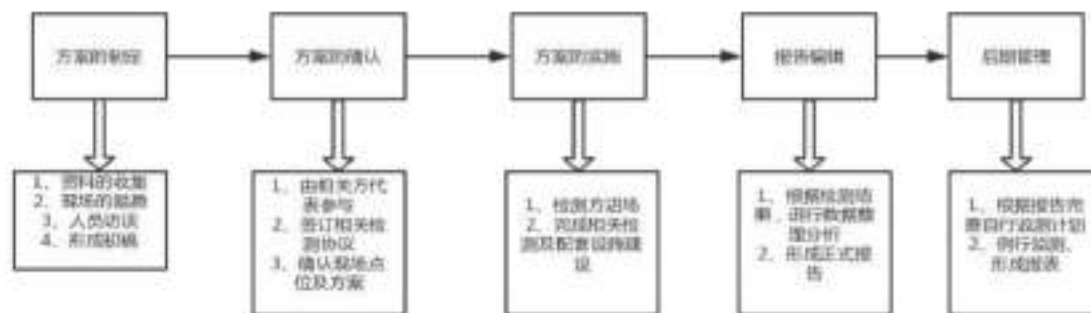 方案的制定
方案的确认
方案的实施
报告编辑
后期管理
1、资料的收集
2、现场的踏勘
3、人员访谈
4、形成初稿
1、由相关方代
表参与
2、签订相关检
测协议
3、确认现场点
位及方案
1、检测方进场
2、完成相关检
测及配套设施建
设
1、根据检测结
果，进行数据整
理分析
2、形成正式报
告
1、根据报告完
善自行监测计划
2、例行监测、
形成报表